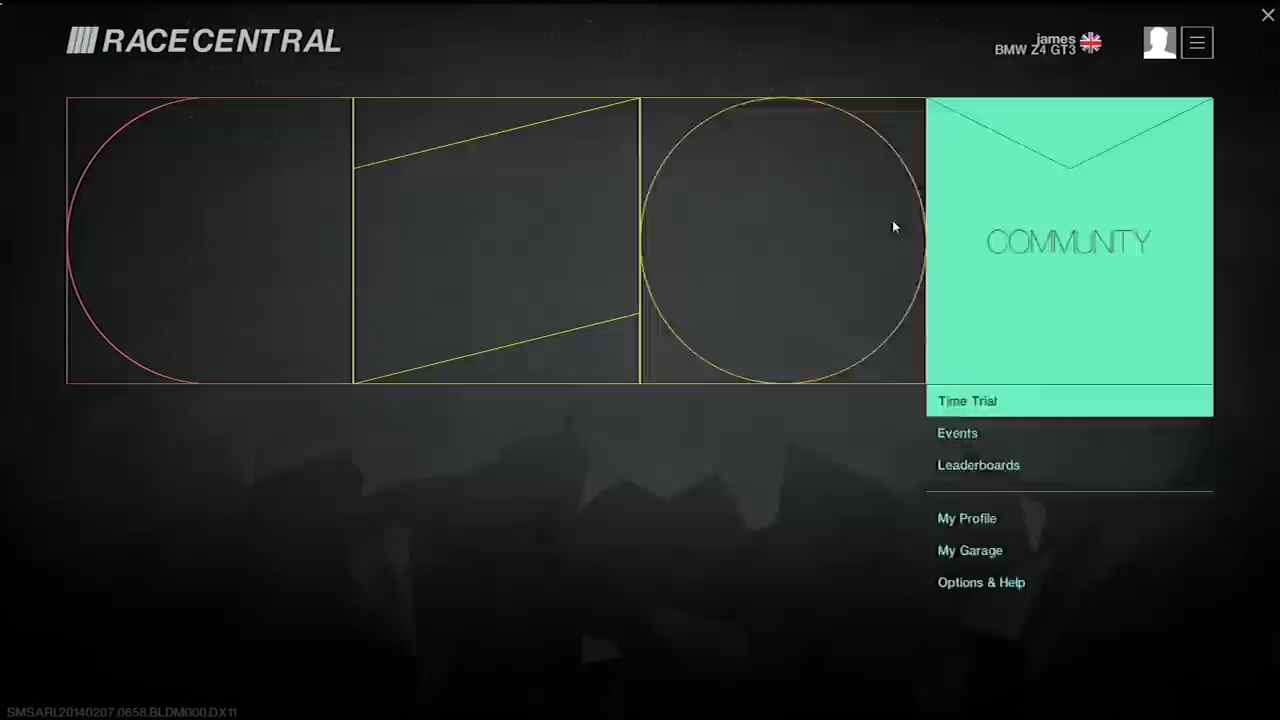 RACE CENTRAL
james
BMW Z4 GT3
COMMUNITY
Time Trial
Events
Leaderboards
My Profile
My Garage
Options & Help
SMSARL20140207.0658.BLDM000.DX11